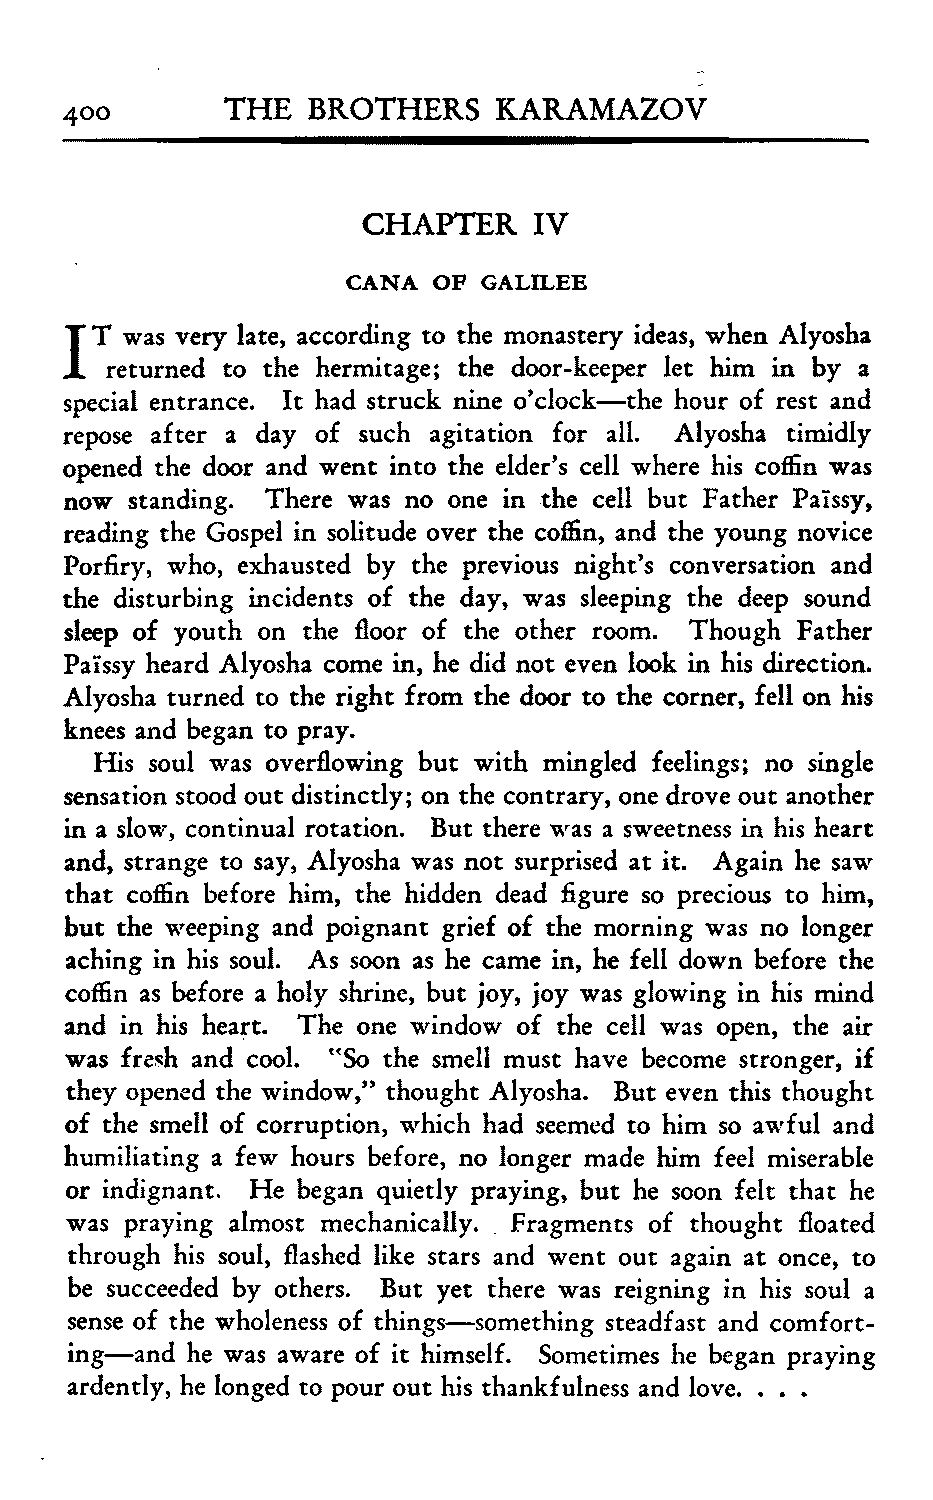 400 THE BROTHERS KARAMAZOV
CHAPTER IV
CANA OF GALILEE
IT was very late, according to the monastery ideas, when Alyosha
returned to the hermitage; the door-keeper let him in by a
special entrance. It had struck nine o'clock—the hour of rest and
repose after a day of such agitation for all. Alyosha timidly
opened the door and went into the elder's cell where his coffin was
now standing. There was no one in the cell but Father Païssy,
reading the Gospel in solitude over the coffin, and the young novice
Porfiry, who, exhausted by the previous night's conversation and
the disturbing incidents of the day, was sleeping the deep sound
sleep of youth on the floor of the other room. Though Father
Païssy heard Alyosha come in, he did not even look in his direction.
Alyosha turned to the right from the door to the corner, fell on his
knees and began to pray.
His soul was overflowing but with mingled feelings; no single
sensation stood out distinctly; on the contrary, one drove out another
in a slow, continual rotation. But there was a sweetness in his heart
and, strange to say, Alyosha was not surprised at it. Again he saw
that coffin before him, the hidden dead figure so precious to him,
but the weeping and poignant grief of the morning was no longer
aching in his soul. As soon as he came in, he fell down before the
coffin as before a holy shrine, but joy, joy was glowing in his mind
and in his heart. The one window of the cell was open, the air
was fresh and cool. "So the smell must have become stronger, if
they opened the window," thought Alyosha. But even this thought
of the smell of corruption, which had seemed to him so awful and
humiliating a few hours before, no longer made him feel miserable
or indignant. He began quietly praying, but he soon felt that he
was praying almost mechanically. Fragments of thought floated
through his soul, flashed like stars and went out again at once, to
be succeeded by others. But yet there was reigning in his soul a
sense of the wholeness of things—something steadfast and comfort-
ing—and he was aware of it himself. Sometimes he began praying
ardently, he longed to pour out his thankfulness and love. . . .